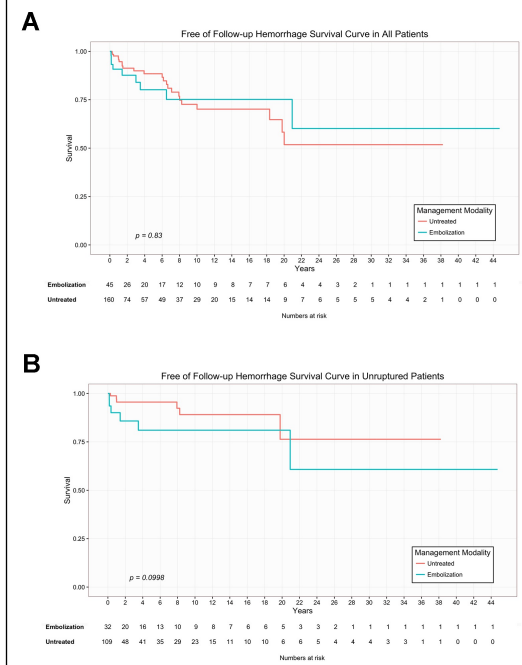 A
Free of Follow-up Hemorrhage Survival Curve in All Patients
1.00
0.75
0.50
0.25
0.00
Survival
p = 0.83
Management Modality
Untreated
Embolization
0 2 4 6 8 10 12 14 16 18 20 22 24 26 28 30 32 34 36 38 40 42 44
Years
Embolization 45 26 20 17 12 10 9 8 7 7 6 4 4 3 2 1 1 1 1 1 1 1 1
Untreated 160 74 57 49 37 29 20 15 14 14 9 7 6 5 5 5 4 4 2 1 0 0 0
Numbers at risk
B
Free of Follow-up Hemorrhage Survival Curve in Unruptured Patients
1.00
0.75
0.50
0.25
0.00
Survival
p = 0.0998
Management Modality
Untreated
Embolization
0 2 4 6 8 10 12 14 16 18 20 22 24 26 28 30 32 34 36 38 40 42 44
Years
Embolization 32 20 16 13 10 9 8 7 6 6 5 3 3 2 1 1 1 1 1 1 1 1 1
Untreated 109 48 41 35 29 23 15 11 10 10 6 6 5 4 4 4 3 3 1 1 0 0 0
Numbers at risk